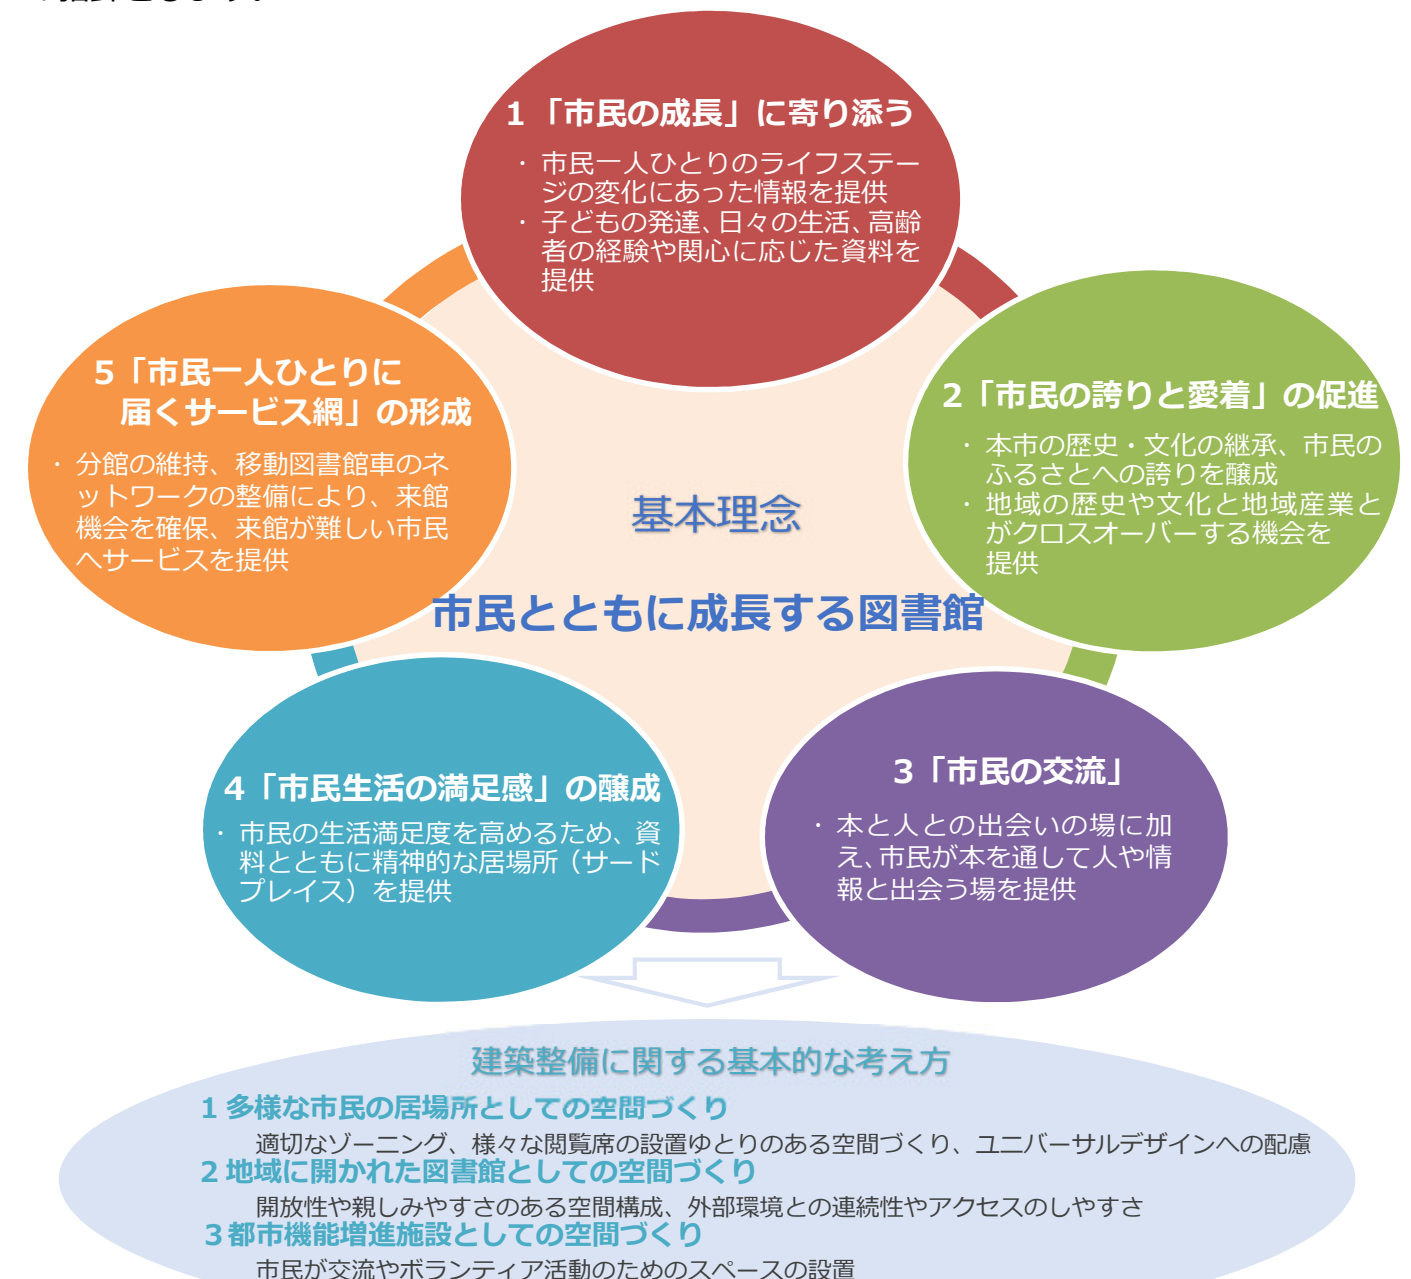 1「市民の成長」に寄り添う
・市民一人ひとりのライフステー
ジの変化にあった情報を提供
・子どもの発達、日々の生活、高齢
者の経験や関心に応じた資料を
提供
2「市民の誇りと愛着」の促進
・本市の歴史・文化の継承、市民の
ふるさとへの誇りを醸成
・地域の歴史や文化と地域産業と
がクロスオーバーする機会を
提供
3「市民の交流」
・本と人との出会いの場に加
え、市民が本を通して人や情
報と出会う場を提供
4「市民生活の満足感」の醸成
・市民の生活満足度を高めるため、資
料とともに精神的な居場所（サード
プレイス）を提供
5「市民一人ひとりに
届くサービス網」の形成
・分館の維持、移動図書館車のネ
ットワークの整備により、来館
機会を確保、来館が難しい市民
へサービスを提供
基本理念
市民とともに成長する図書館
建築整備に関する基本的な考え方
1 多様な市民の居場所としての空間づくり
適切なゾーニング、様々な閲覧席の設置ゆとりのある空間づくり、ユニバーサルデザインへの配慮
2 地域に開かれた図書館としての空間づくり
開放性や親しみやすさのある空間構成、外部環境との連続性やアクセスのしやすさ
3 都市機能増進施設としての空間づくり
市民が交流やボランティア活動のためのスペースの設置